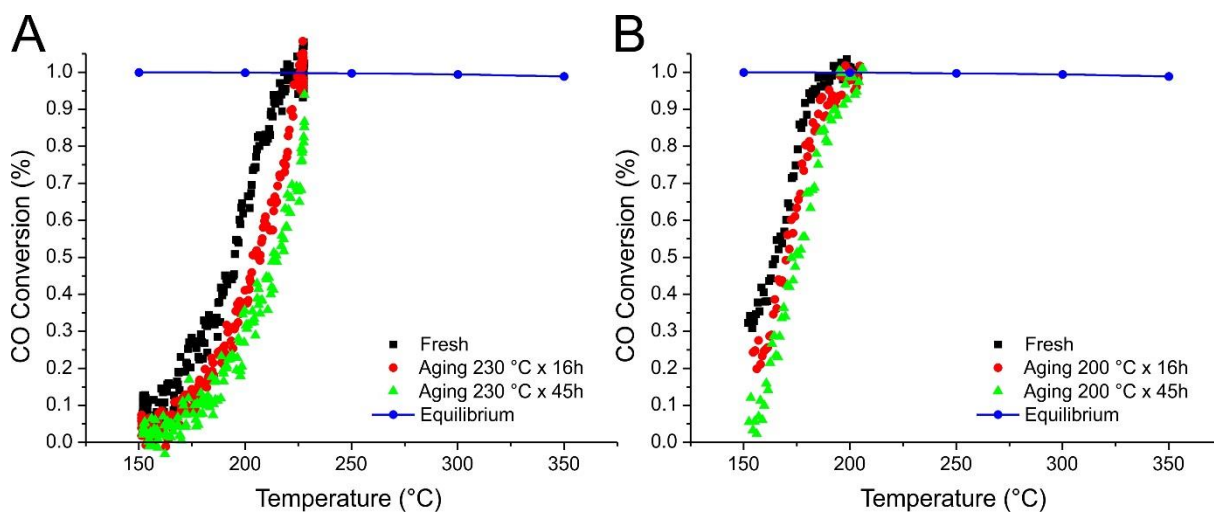 A
CO Conversion (%)
1.0
0.9
0.8
0.7
0.6
0.5
0.4
0.3
0.2
0.1
0.0
Fresh
Aging 230 °C x 16h
Aging 230 °C x 45h
Equilibrium
150 200 250 300 350
Temperature (°C)
B
CO Conversion (%)
1.0
0.9
0.8
0.7
0.6
0.5
0.4
0.3
0.2
0.1
0.0
Fresh
Aging 200 °C x 16h
Aging 200 °C x 45h
Equilibrium
150 200 250 300 350
Temperature (°C)